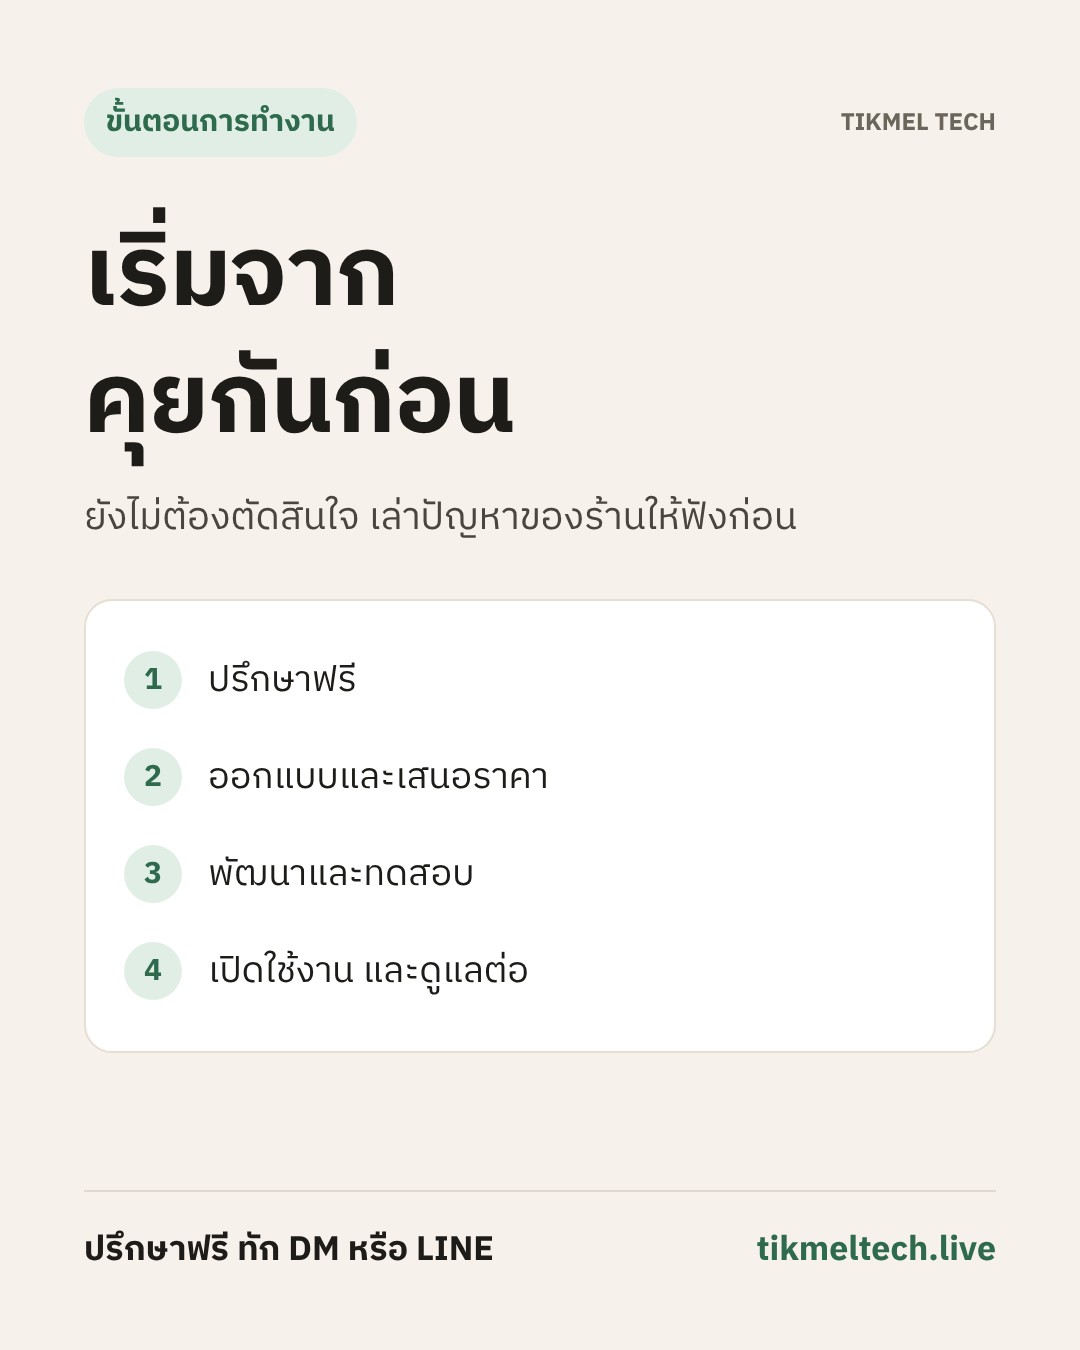 ขั้นตอนการทำงาน
TIKMEL TECH
เริ่มจาก
คุยกันก่อน
ยังไม่ต้องตัดสินใจ เล่าปัญหาของร้านให้ฟังก่อน
1 ปรึกษาฟรี
2 ออกแบบและเสนอราคา
3 พัฒนาและทดสอบ
4 เปิดใช้งาน และดูแลต่อ
ปรึกษาฟรี ทัก DM หรือ LINE
tikmeltech.live